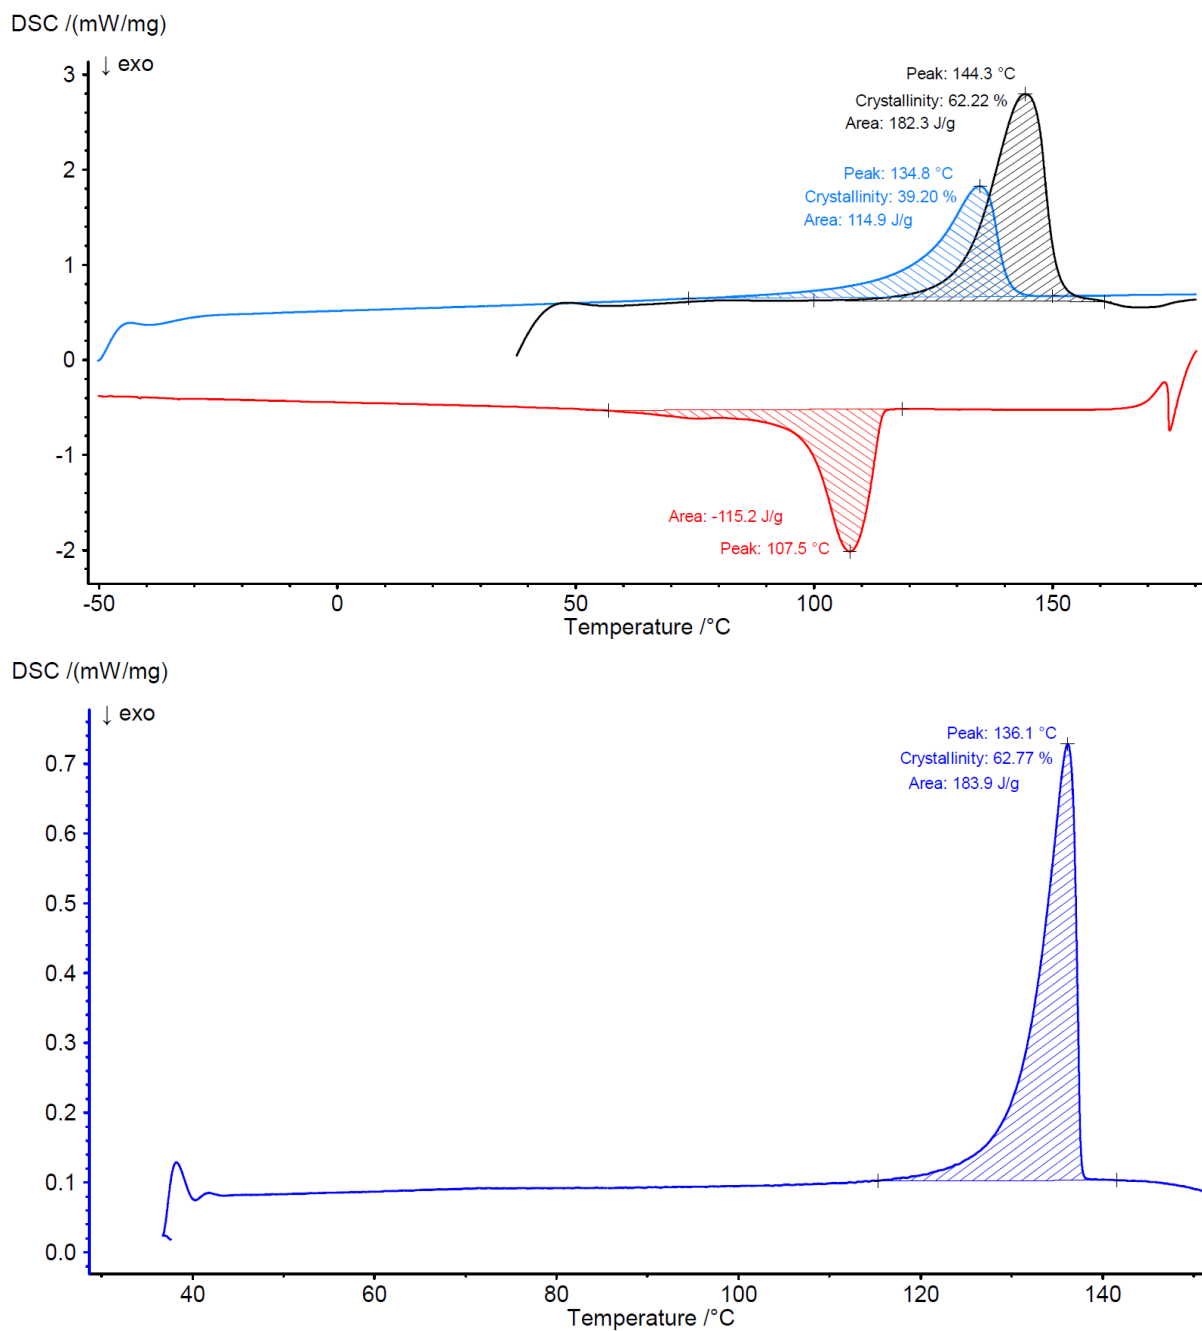 DSC /(mW/mg)
↓ exo
Peak: 144.3 °C
Crystallinity: 62.22 %
Area: 182.3 J/g
Peak: 134.8 °C
Crystallinity: 39.20 %
Area: 114.9 J/g
3
2
1
0
-1
-2
Area: -115.2 J/g
Peak: 107.5 °C
-50 0 50 100 150
Temperature /°C
DSC /(mW/mg)
↓ exo
Peak: 136.1 °C
Crystallinity: 62.77 %
Area: 183.9 J/g
0.7
0.6
0.5
0.4
0.3
0.2
0.1
0.0
40 60 80 100 120 140
Temperature /°C